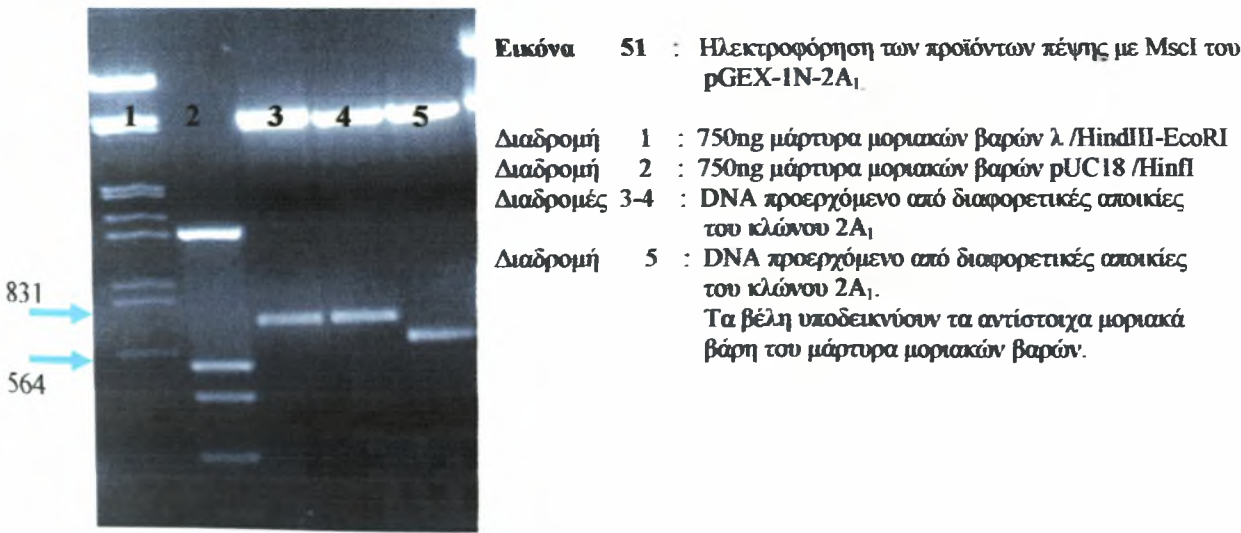 Εικόνα 51 : Ηλεκτροφόρηση των προϊόντων πέψης με MscI του
pGEX-1N-2A₁
Διαδρομή 1 : 750ng μάρτυρα μοριακών βαρών λ /HindIII-EcoRI
Διαδρομή 2 : 750ng μάρτυρα μοριακών βαρών pUC18 /HinfI
Διαδρομές 3-4 : DNA προερχόμενο από διαφορετικές αποικίες
του κλώνου 2A₁
Διαδρομή 5 : DNA προερχόμενο από διαφορετικές αποικίες
του κλώνου 2A₁.
Τα βέλη υποδεικνύουν τα αντίστοιχα μοριακά
βάρη του μάρτυρα μοριακών βαρών.
1 2 3 4 5
831
564